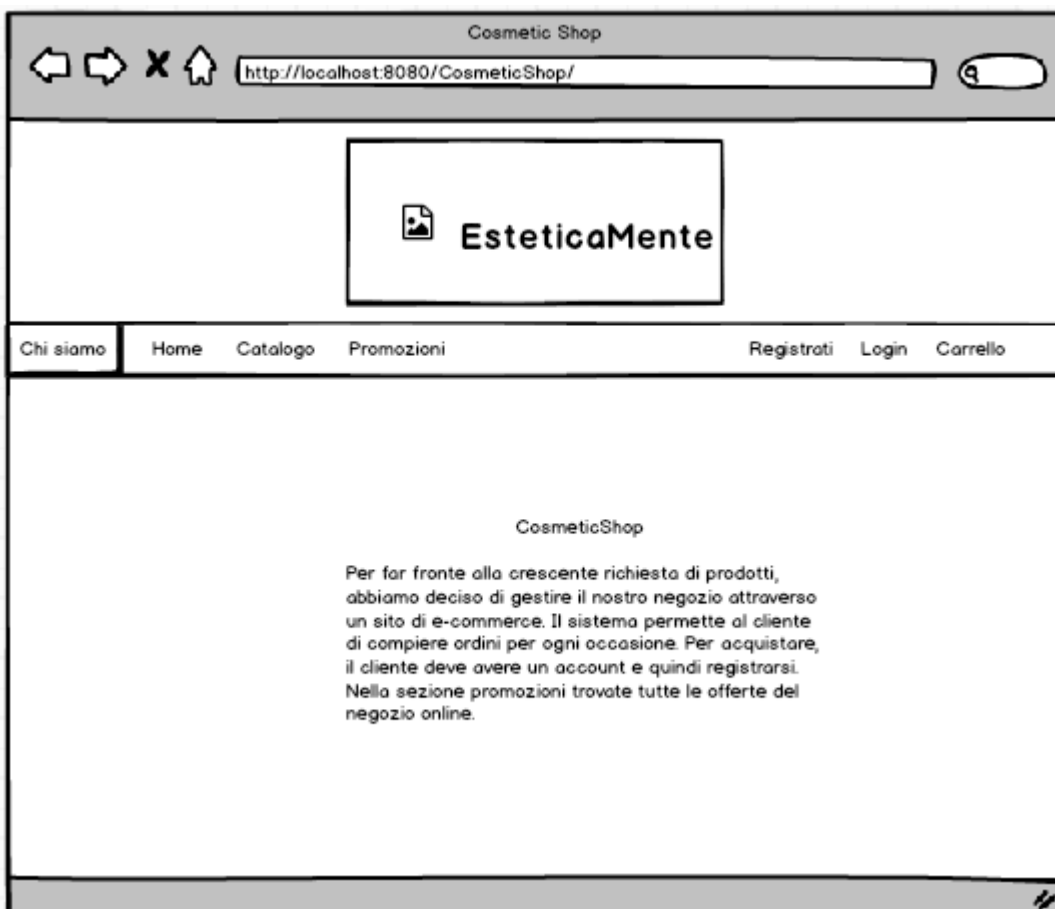 Cosmetic Shop
http://localhost:8080/CosmeticShop/
EsteticaMente
Chi siamo Home Catalogo Promozioni Registrati Login Carrello
CosmeticShop
Per far fronte alla crescente richiesta di prodotti,
abbiamo deciso di gestire il nostro negozio attraverso
un sito di e-commerce. Il sistema permette al cliente
di compiere ordini per ogni occasione. Per acquistare,
il cliente deve avere un account e quindi registrarsi.
Nella sezione promozioni trovate tutte le offerte del
negozio online.